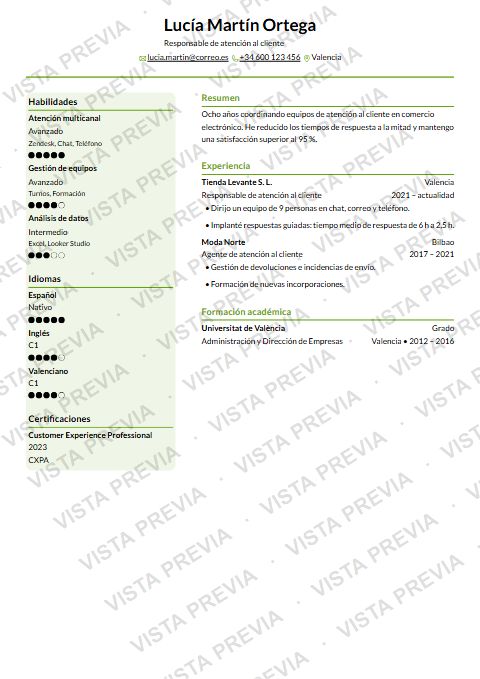 Lucía Martín Ortega
Responsable de atención al cliente
lucia.martin@correo.es +34 600 123 456 Valencia
Habilidades
Atención multicanal
Avanzado
Zendesk, Chat, Teléfono
Gestión de equipos
Avanzado
Turnos, Formación
Análisis de datos
Intermedio
Excel, Looker Studio
Idiomas
Español
Nativo
Inglés
C1
Valenciano
C1
Certificaciones
Customer Experience Professional
2023
CXPA
Resumen
Ocho años coordinando equipos de atención al cliente en comercio
electrónico. He reducido los tiempos de respuesta a la mitad y mantengo
una satisfacción superior al 95 %.
Experiencia
Tienda Levante S. L. Valencia
Responsable de atención al cliente 2021 – actualidad
• Dirijo un equipo de 9 personas en chat, correo y teléfono.
• Implanté respuestas guiadas: tiempo medio de respuesta de 6 h a 2,5 h.
Moda Norte Bilbao
Agente de atención al cliente 2017 – 2021
• Gestión de devoluciones e incidencias de envío.
• Formación de nuevas incorporaciones.
Formación académica
Universitat de València Grado
Administración y Dirección de Empresas Valencia • 2012 – 2016
VISTA PREVIA